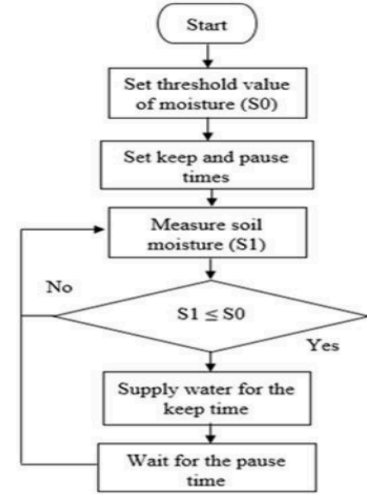 Start
Set threshold value
of moisture (S0)
Set keep and pause
times
Measure soil
moisture (S1)
No
S1 ≤ S0
Yes
Supply water for the
keep time
Wait for the pause
time